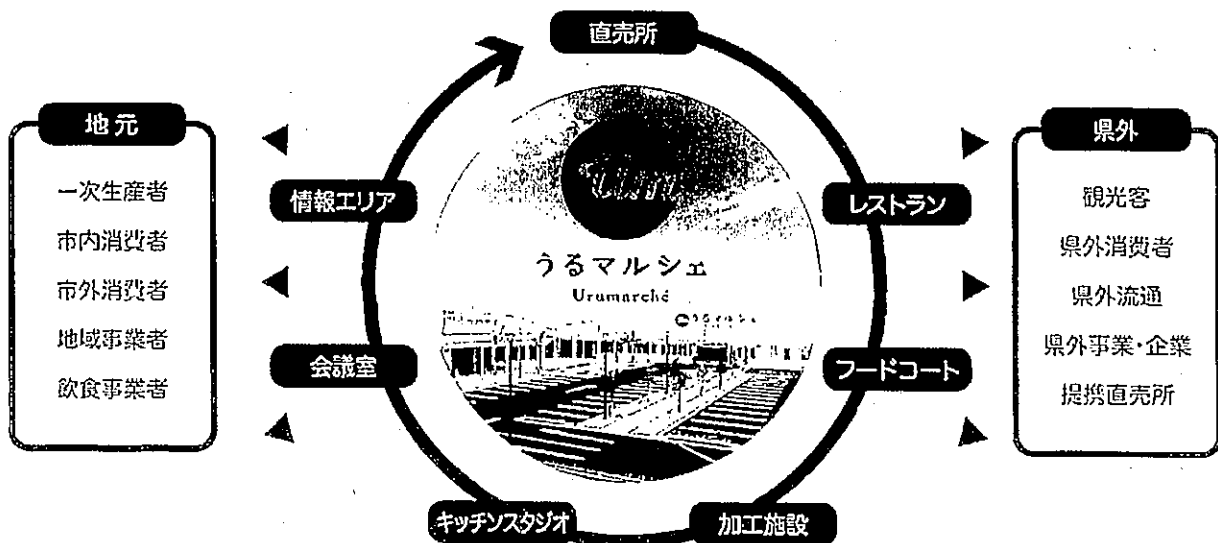 直売所
地元
一次生産者
市内消費者
市外消費者
地域事業者
飲食事業者
情報エリア
会議室
うるマルシェ
Urumarché
レストラン
フードコート
キッチンスタジオ
加工施設
県外
観光客
県外消費者
県外流通
県外事業・企業
提携直売所